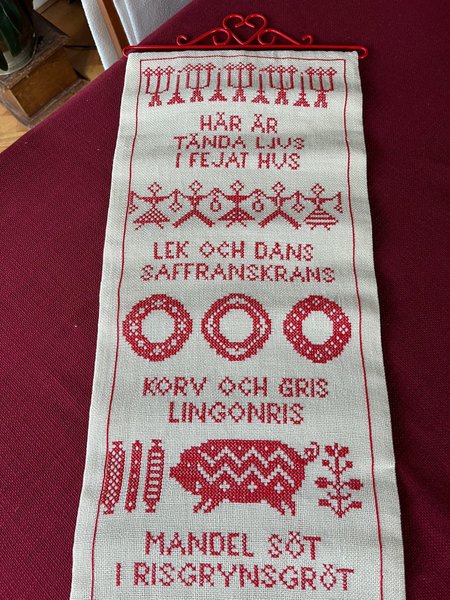 HÄR ÄR
TÄNDA LJUS
I FEJAT HUS
LEK OCH DANS
SAFFRANSKRANS
KORV OCH GRIS
LINGONRIS
MANDEL SÖT
I RISGRYNSGRÖT